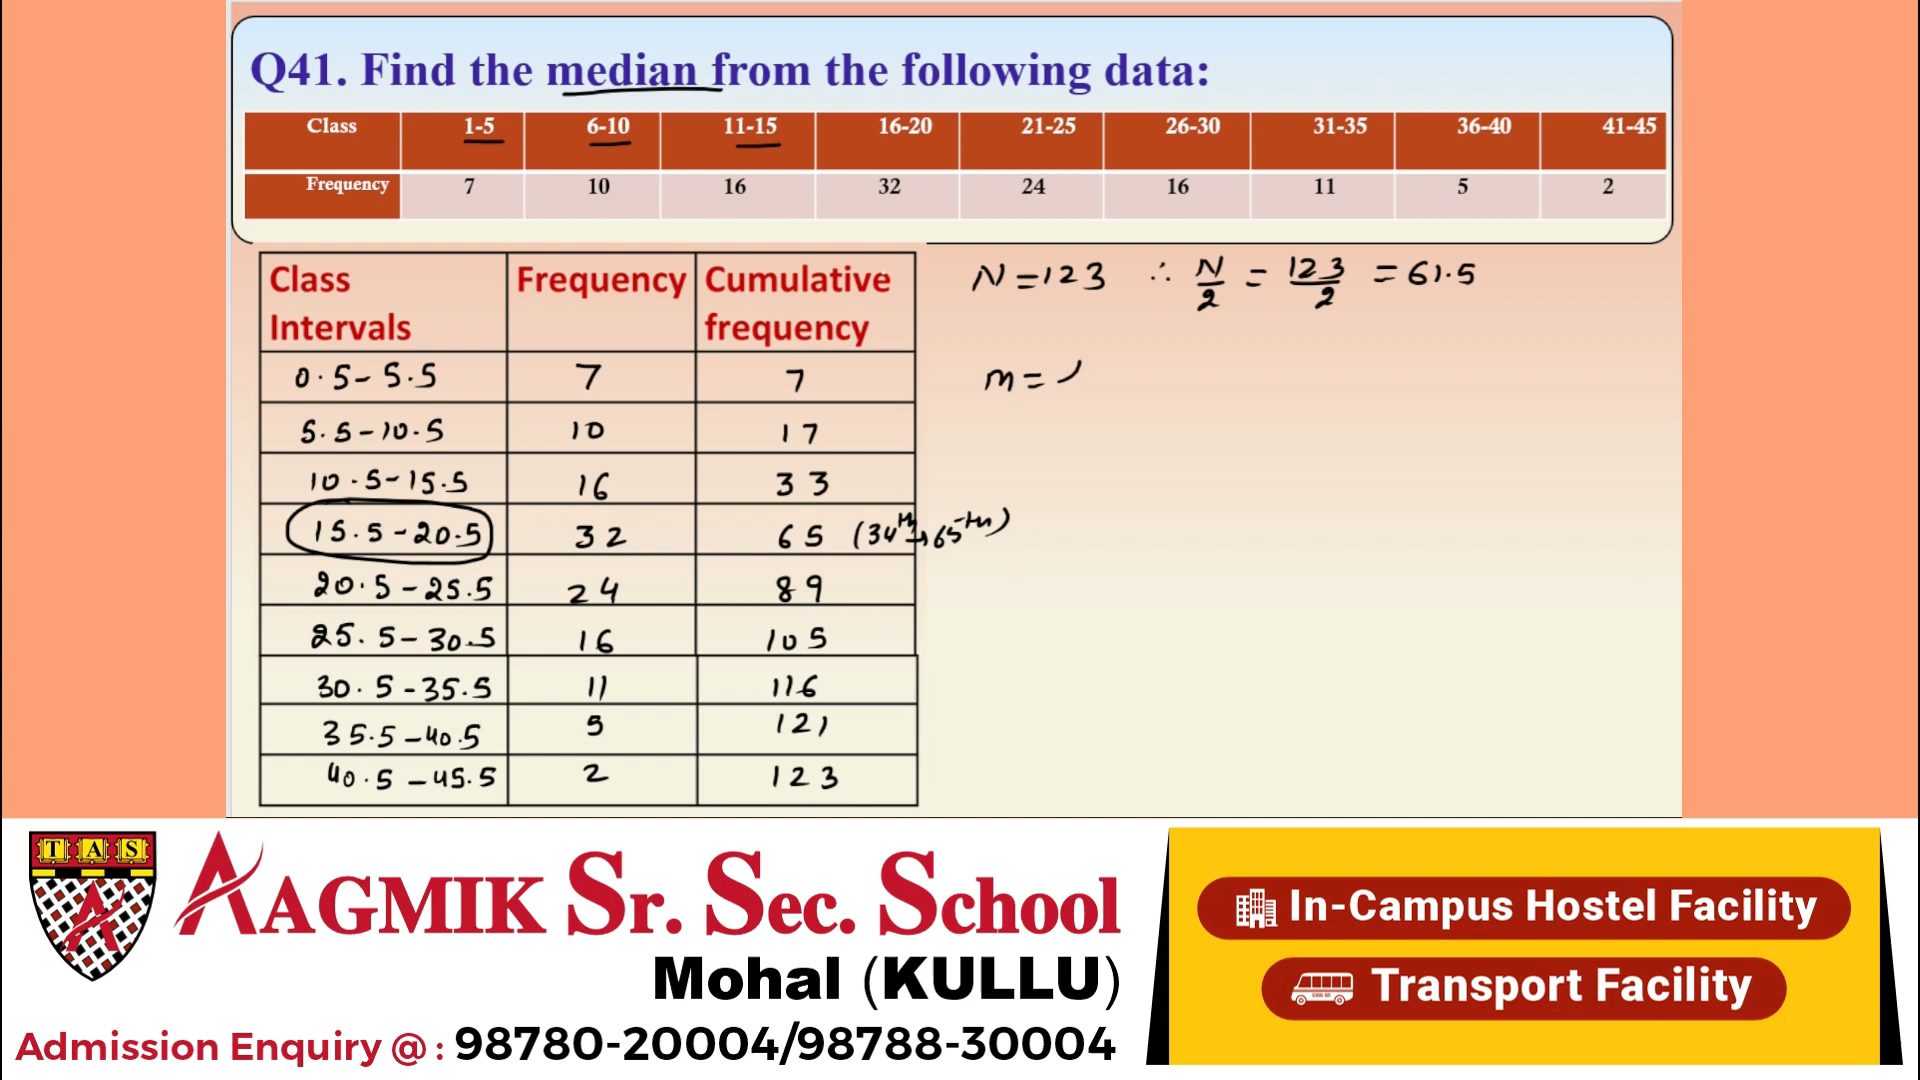 Q41. Find the median from the following data:
Class 1-5 6-10 11-15 16-20 21-25 26-30 31-35 36-40 41-45
Frequency 7 10 16 32 24 16 11 5 2
Class Intervals Frequency Cumulative frequency
0.5-5.5 7 7
5.5-10.5 10 17
10.5-15.5 16 33
15.5-20.5 32 65 (34th→65th)
20.5-25.5 24 89
25.5-30.5 16 105
30.5-35.5 11 116
35.5-40.5 5 121
40.5-45.5 2 123
N=123 ∴ N/2 = 123/2 = 61.5
m =
TAS
AAGMIK Sr. Sec. School
Mohal (KULLU)
Admission Enquiry @ : 98780-20004/98788-30004
In-Campus Hostel Facility
Transport Facility